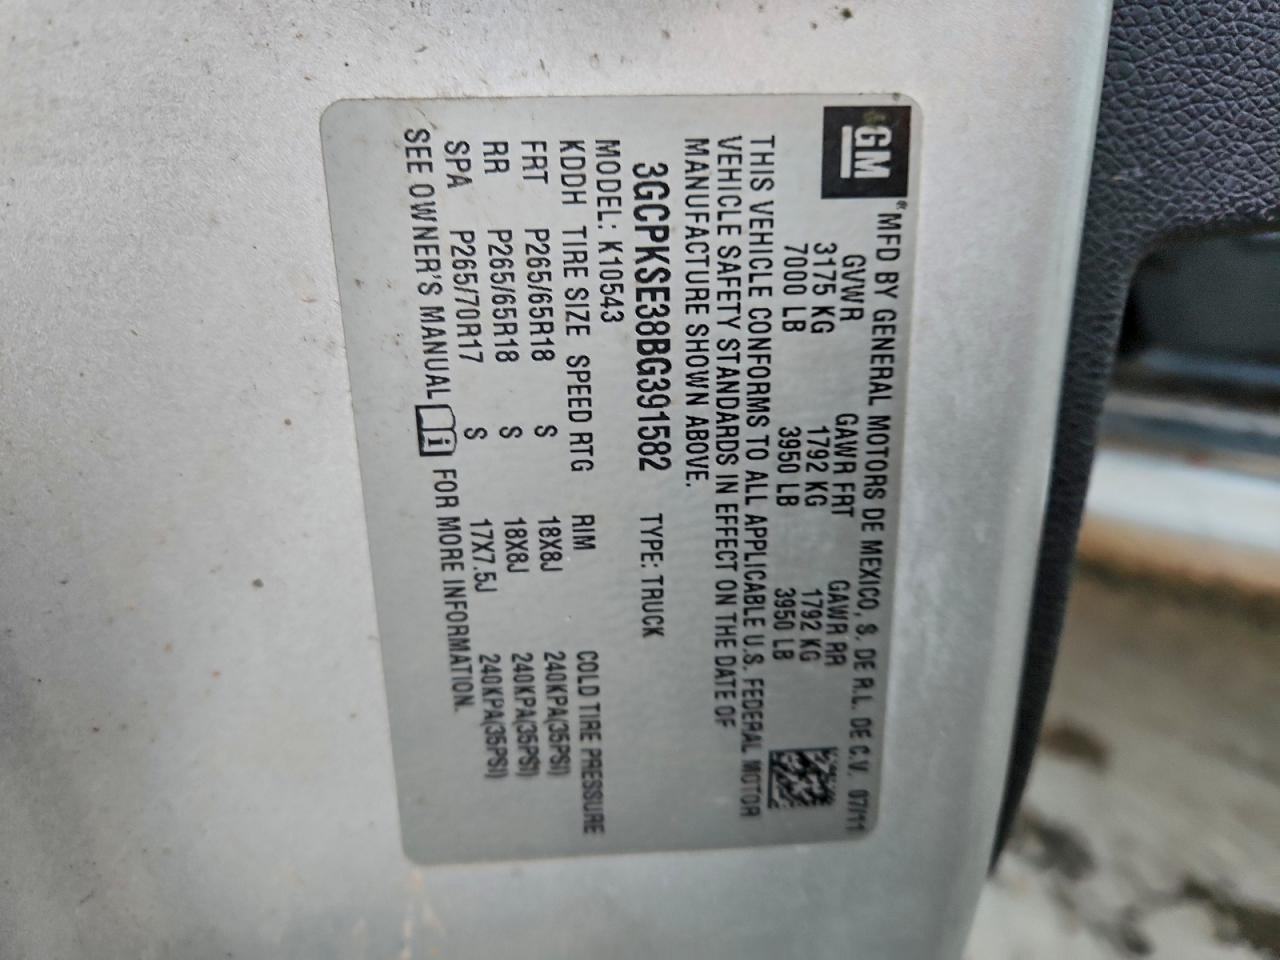 GM ® MFD BY GENERAL MOTORS DE MEXICO, S. DE R.L. DE C.V. 07/11
GVWR GAWR FRT GAWR RR
3175 KG 1792 KG 1792 KG
7000 LB 3950 LB 3950 LB
THIS VEHICLE CONFORMS TO ALL APPLICABLE U.S. FEDERAL MOTOR
VEHICLE SAFETY STANDARDS IN EFFECT ON THE DATE OF
MANUFACTURE SHOWN ABOVE.
3GCPKSE38BG391582 TYPE: TRUCK
MODEL: K10543
KDDH TIRE SIZE SPEED RTG RIM COLD TIRE PRESSURE
FRT P265/65R18 S 18X8J 240KPA(35PSI)
RR P265/65R18 S 18X8J 240KPA(35PSI)
SPA P265/70R17 S 17X7.5J 240KPA(35PSI)
SEE OWNER'S MANUAL i FOR MORE INFORMATION.